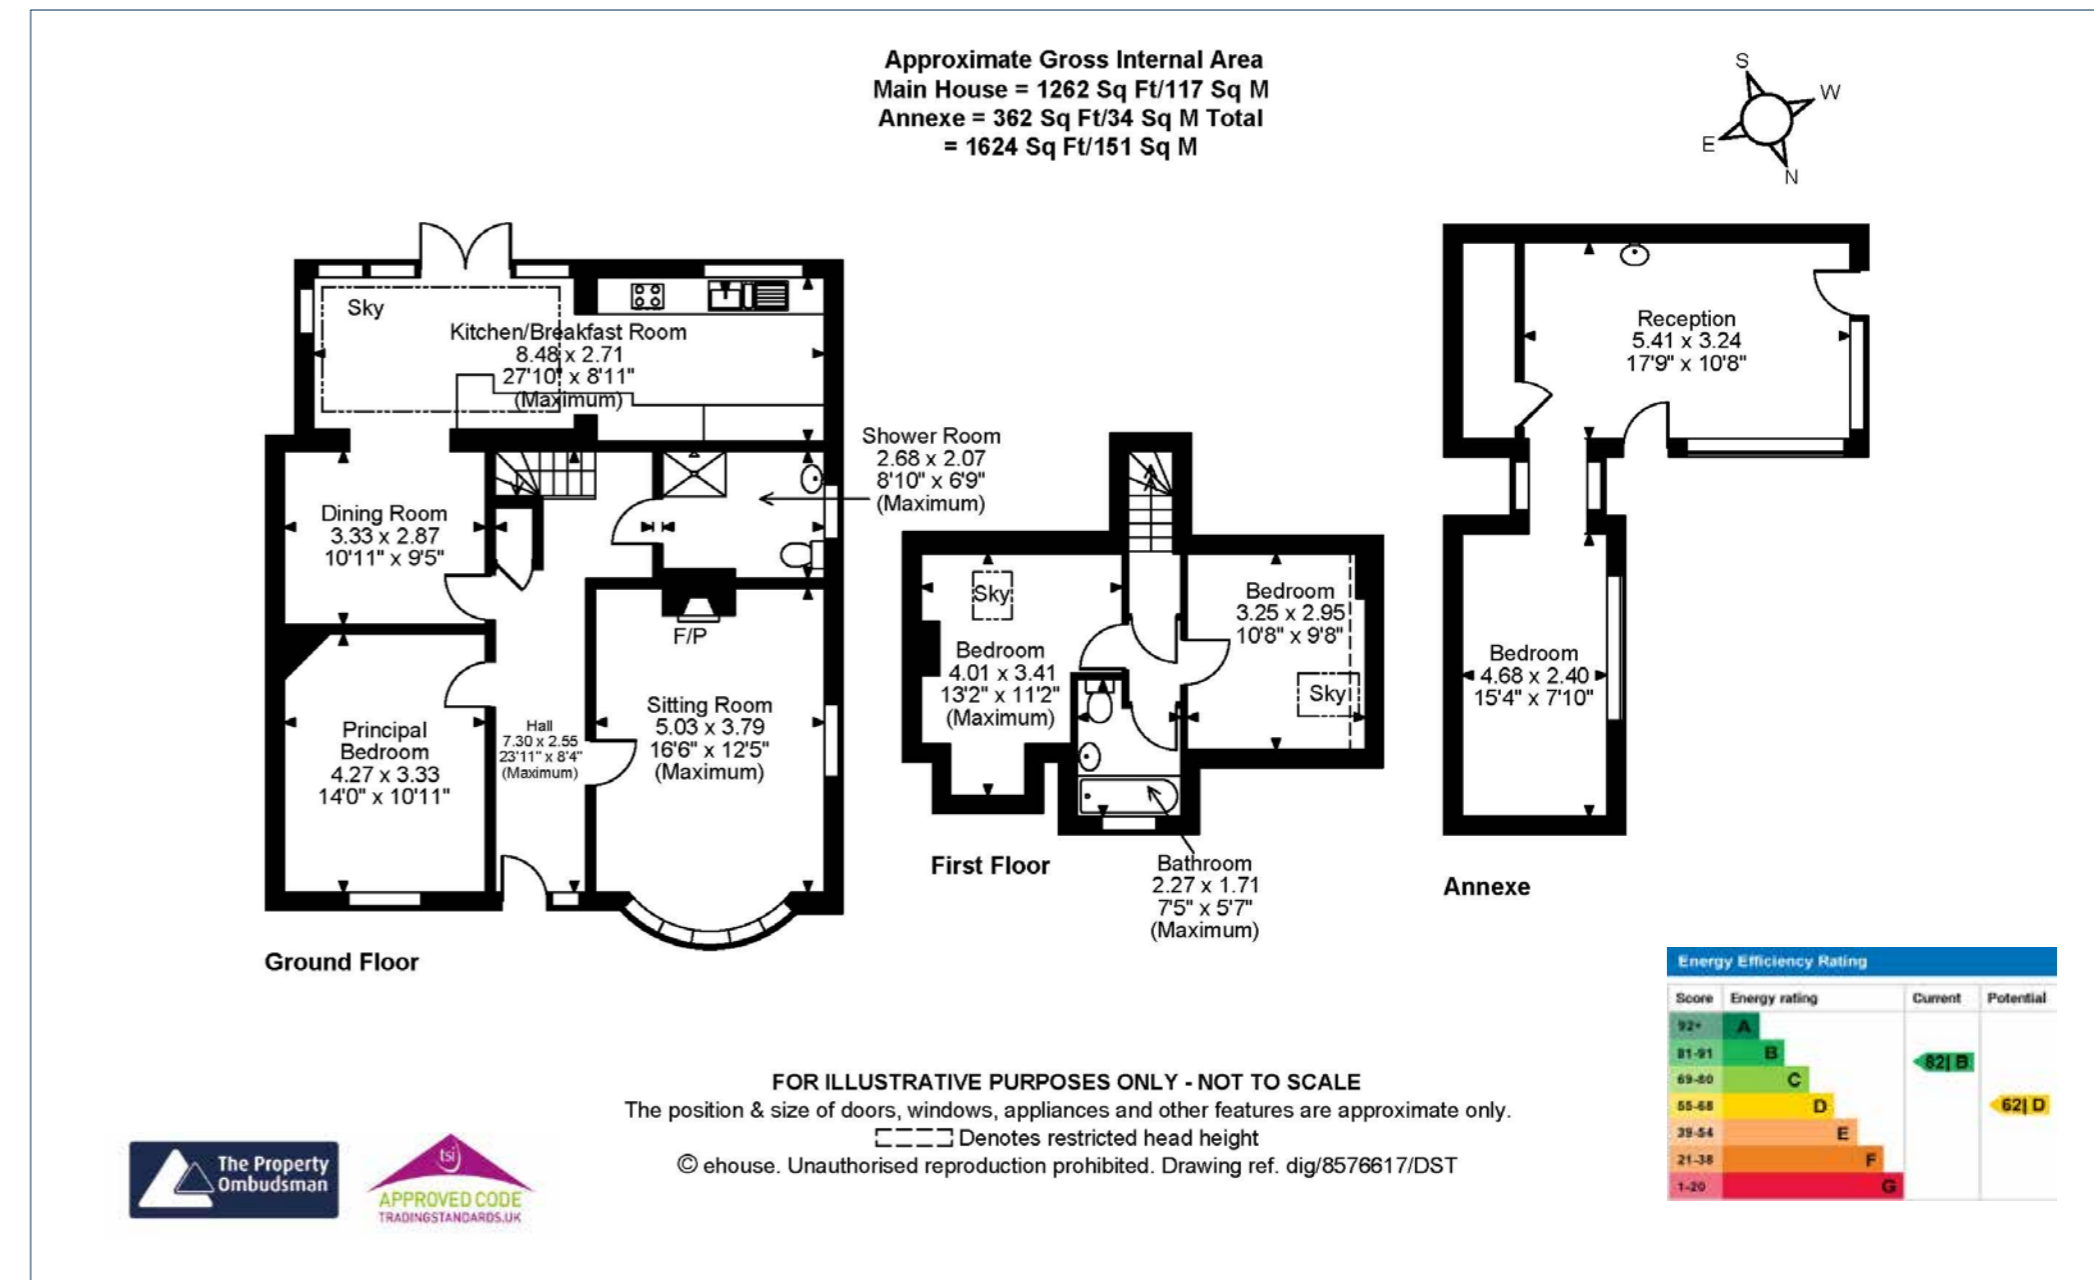 Approximate Gross Internal Area
Main House = 1262 Sq Ft/117 Sq M
Annexe = 362 Sq Ft/34 Sq M Total
= 1624 Sq Ft/151 Sq M
S
W
E
N
Sky
Kitchen/Breakfast Room
8.48 x 2.71
27'10" x 8'11"
(Maximum)
Shower Room
2.68 x 2.07
8'10" x 6'9"
(Maximum)
Dining Room
3.33 x 2.87
10'11" x 9'5"
F/P
Principal
Bedroom
4.27 x 3.33
14'0" x 10'11"
Hall
7.30 x 2.55
23'11" x 8'4"
(Maximum)
Sitting Room
5.03 x 3.79
16'6" x 12'5"
(Maximum)
Ground Floor
Sky
Bedroom
4.01 x 3.41
13'2" x 11'2"
(Maximum)
Bedroom
3.25 x 2.95
10'8" x 9'8"
Sky
Bathroom
2.27 x 1.71
7'5" x 5'7"
(Maximum)
First Floor
Reception
5.41 x 3.24
17'9" x 10'8"
Bedroom
4.68 x 2.40
15'4" x 7'10"
Annexe
Energy Efficiency Rating
Score Energy rating Current Potential
92+ A
81-91 B 82| B
69-80 C
55-68 D 62| D
39-54 E
21-38 F
1-20 G
FOR ILLUSTRATIVE PURPOSES ONLY - NOT TO SCALE
The position & size of doors, windows, appliances and other features are approximate only.
Denotes restricted head height
© ehouse. Unauthorised reproduction prohibited. Drawing ref. dig/8576617/DST
The Property
Ombudsman
tsi
APPROVED CODE
TRADINGSTANDARDS.UK